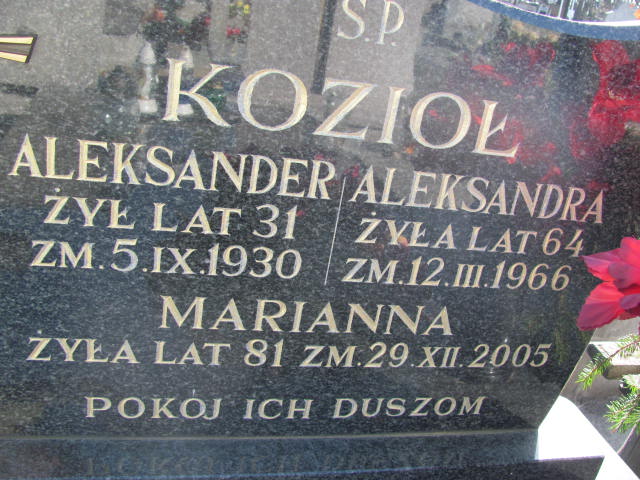 Ś.P.
KOZIOŁ
ALEKSANDER
ŻYŁ LAT 31
ZM. 5. IX. 1930
ALEKSANDRA
ŻYŁA LAT 64
ZM. 12. III. 1966
MARIANNA
ŻYŁA LAT 81 ZM. 29. XII. 2005
POKÓJ ICH DUSZOM